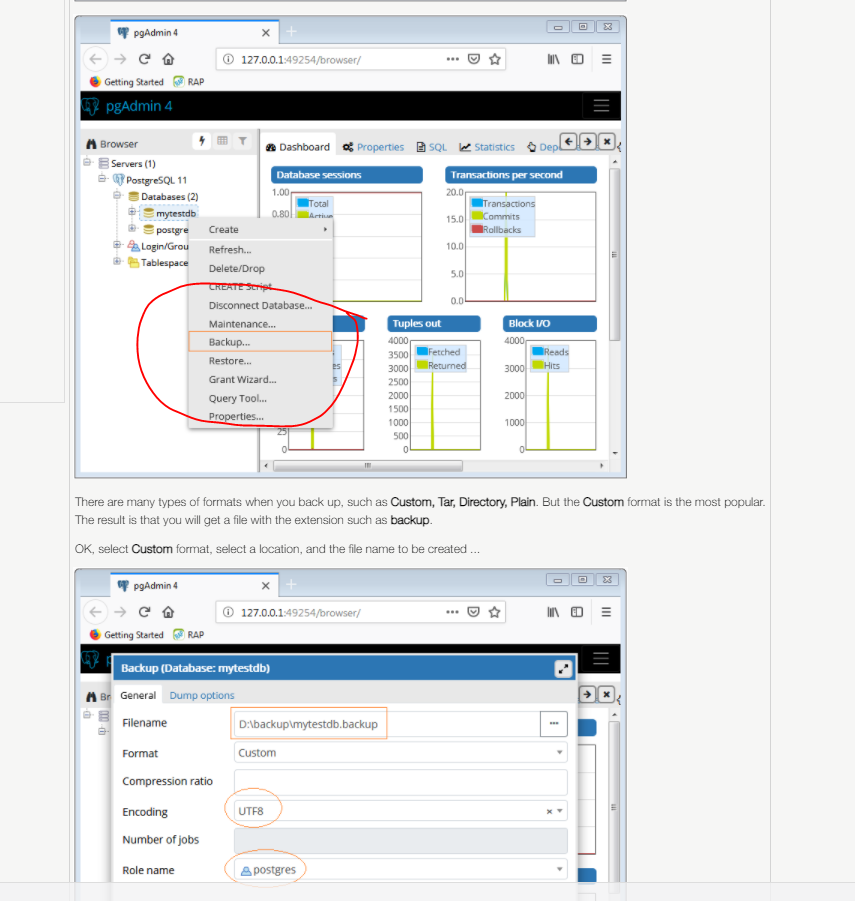 pgAdmin 4
127.0.0.1:49254/browser/
Getting Started RAP
pgAdmin 4
Browser
Dashboard Properties SQL Statistics Dep
Servers (1)
PostgreSQL 11
Databases (2)
mytestdb
postgre
Login/Grou
Tablespace
Database sessions
1.00
Total
0.80
Active
Transactions per second
20.0
Transactions
Commits
15.0
Rollbacks
10.0
5.0
0.0
Create
Refresh...
Delete/Drop
CREATE Script
Disconnect Database...
Maintenance...
Backup...
Restore...
Grant Wizard...
Query Tool...
Properties...
es
s
25
0
Tuples out
4000
Fetched
3500
Returned
3000
2500
2000
1500
1000
500
0
Block I/O
4000
Reads
3000
Hits
2000
1000
0
There are many types of formats when you back up, such as Custom, Tar, Directory, Plain. But the Custom format is the most popular.
The result is that you will get a file with the extension such as backup.
OK, select Custom format, select a location, and the file name to be created ...
pgAdmin 4
127.0.0.1:49254/browser/
Getting Started RAP
Backup (Database: mytestdb)
Br
General Dump options
Filename D:\backup\mytestdb.backup
Format Custom
Compression ratio
Encoding UTF8
Number of jobs
Role name postgres